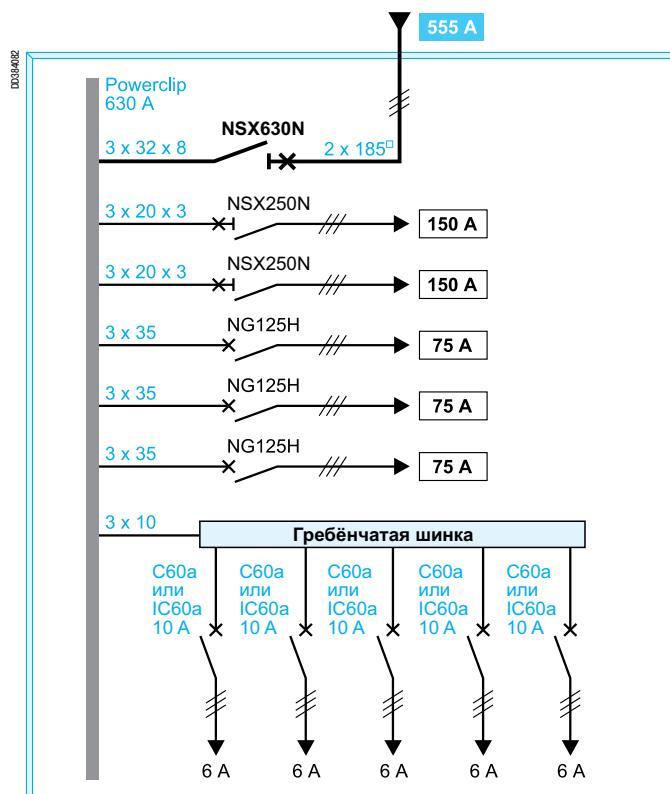 555 A
DD384082
Powerclip
630 A
NSX630N
3 x 32 x 8
2 x 185□
NSX250N
3 x 20 x 3
150 A
NSX250N
3 x 20 x 3
150 A
NG125H
3 x 35
75 A
NG125H
3 x 35
75 A
NG125H
3 x 35
75 A
3 x 10
Гребёнчатая шинка
C60a
или
IC60a
10 A
C60a
или
IC60a
10 A
C60a
или
IC60a
10 A
C60a
или
IC60a
10 A
C60a
или
IC60a
10 A
6 A
6 A
6 A
6 A
6 A